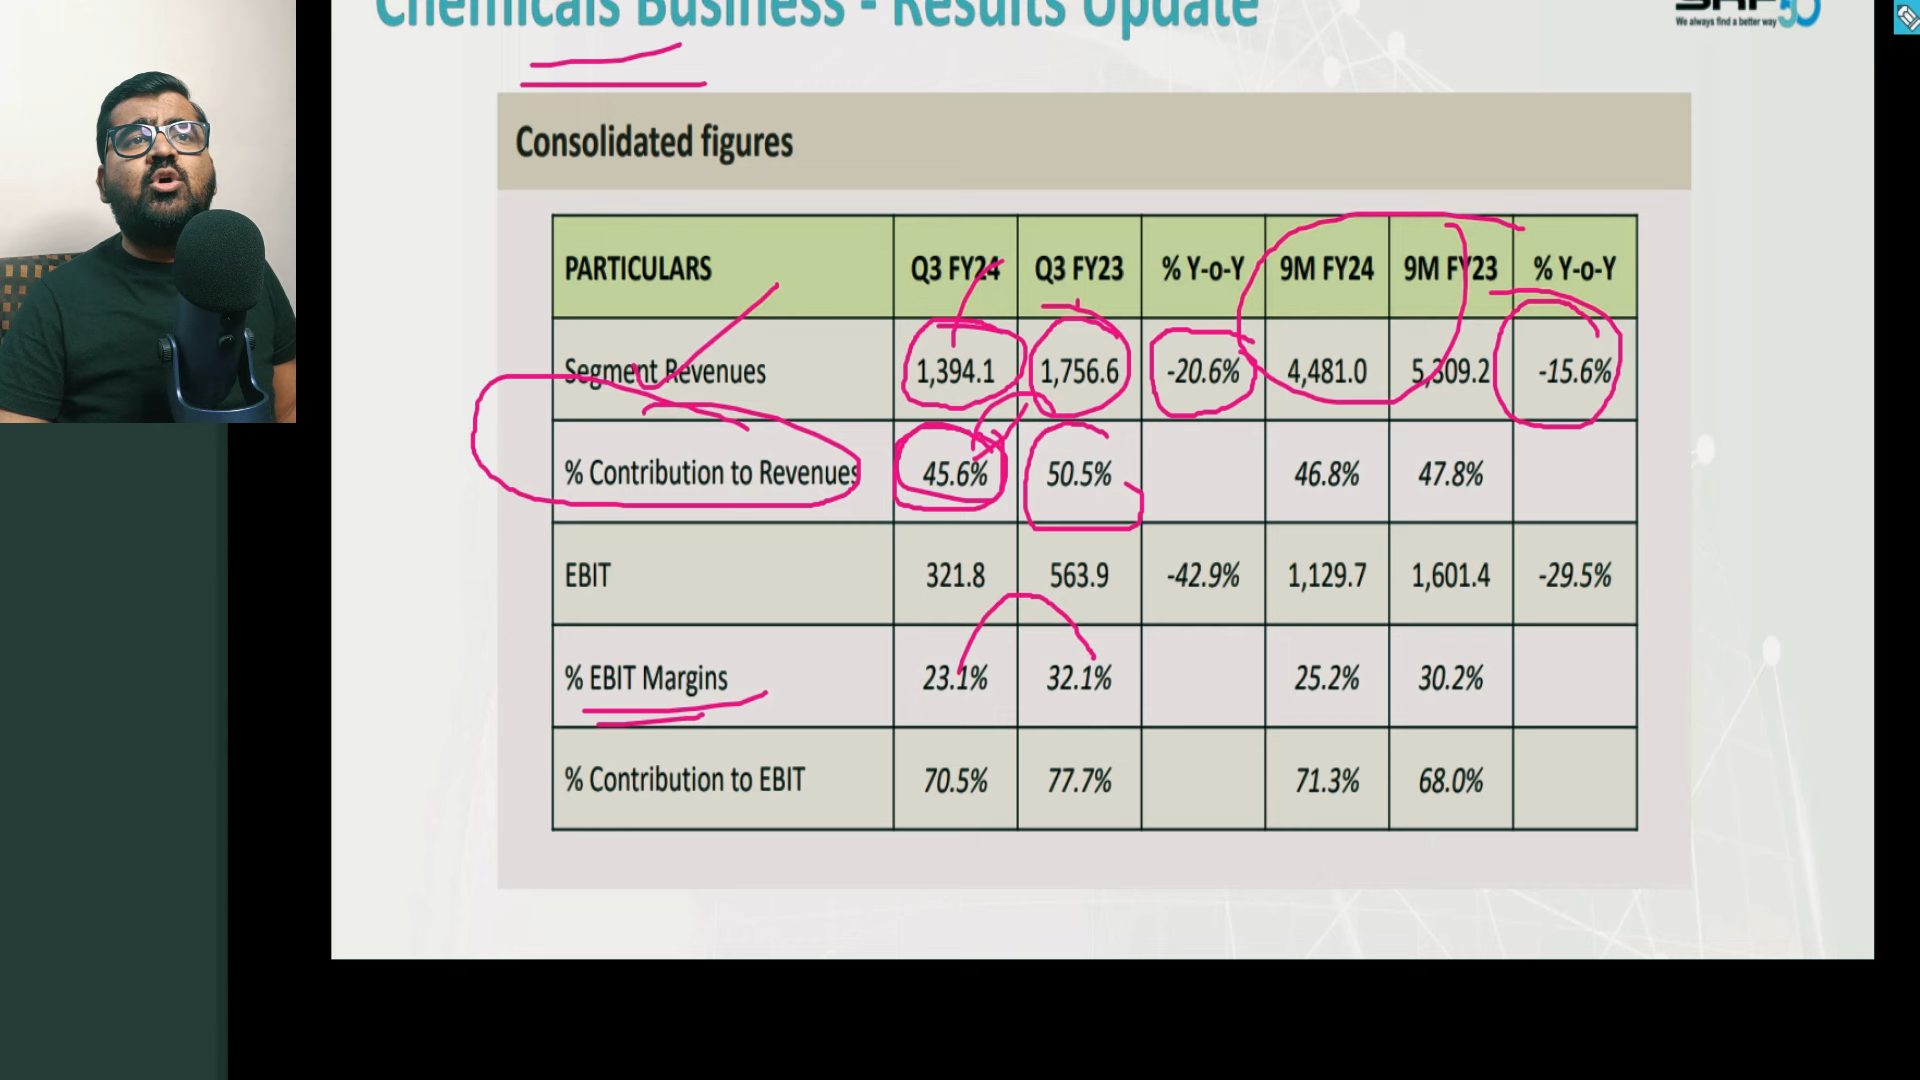 Chemicals Business - Results Update
SRF 50
We always find a better way
Consolidated figures
PARTICULARS Q3 FY24 Q3 FY23 % Y-o-Y 9M FY24 9M FY23 % Y-o-Y
Segment Revenues 1,394.1 1,756.6 -20.6% 4,481.0 5,309.2 -15.6%
% Contribution to Revenues 45.6% 50.5% 46.8% 47.8%
EBIT 321.8 563.9 -42.9% 1,129.7 1,601.4 -29.5%
% EBIT Margins 23.1% 32.1% 25.2% 30.2%
% Contribution to EBIT 70.5% 77.7% 71.3% 68.0%